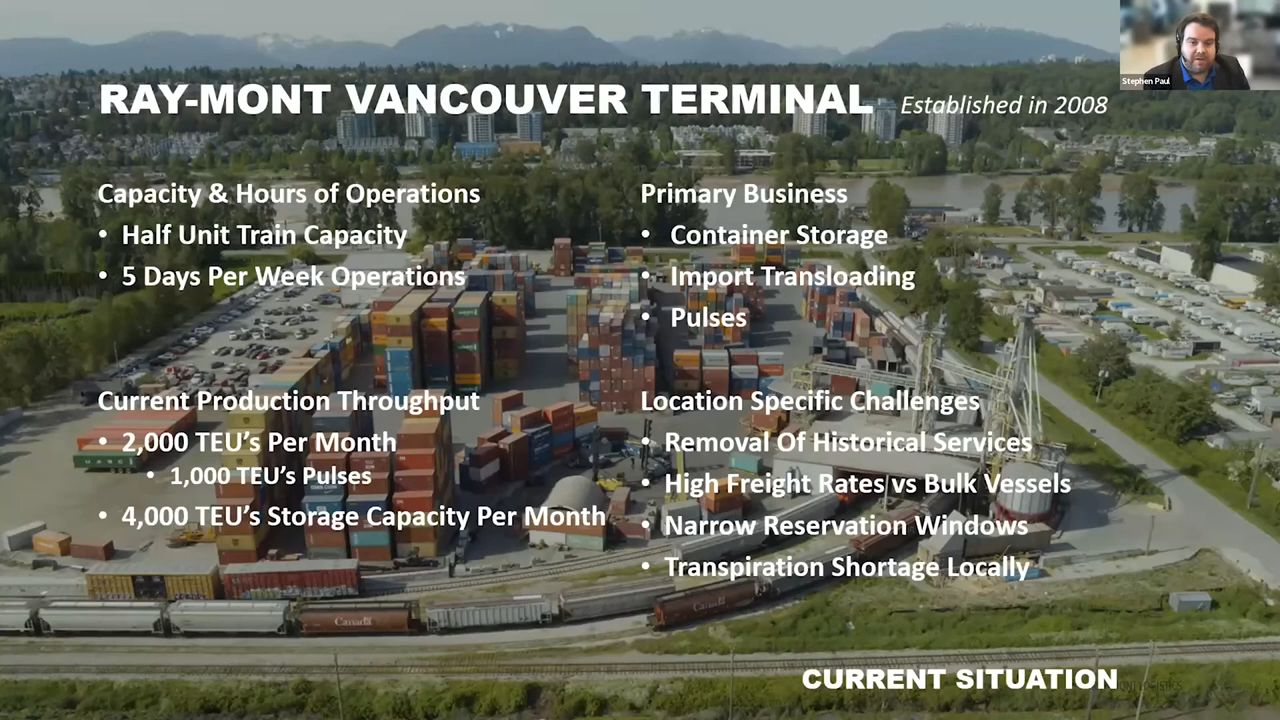 Stephen Paul
RAY-MONT VANCOUVER TERMINAL Established in 2008
Capacity & Hours of Operations
• Half Unit Train Capacity
• 5 Days Per Week Operations
Primary Business
• Container Storage
• Import Transloading
• Pulses
Current Production Throughput
• 2,000 TEU's Per Month
• 1,000 TEU's Pulses
• 4,000 TEU's Storage Capacity Per Month
Location Specific Challenges
• Removal Of Historical Services
• High Freight Rates vs Bulk Vessels
• Narrow Reservation Windows
• Transpiration Shortage Locally
Canada
Canada
CURRENT SITUATION